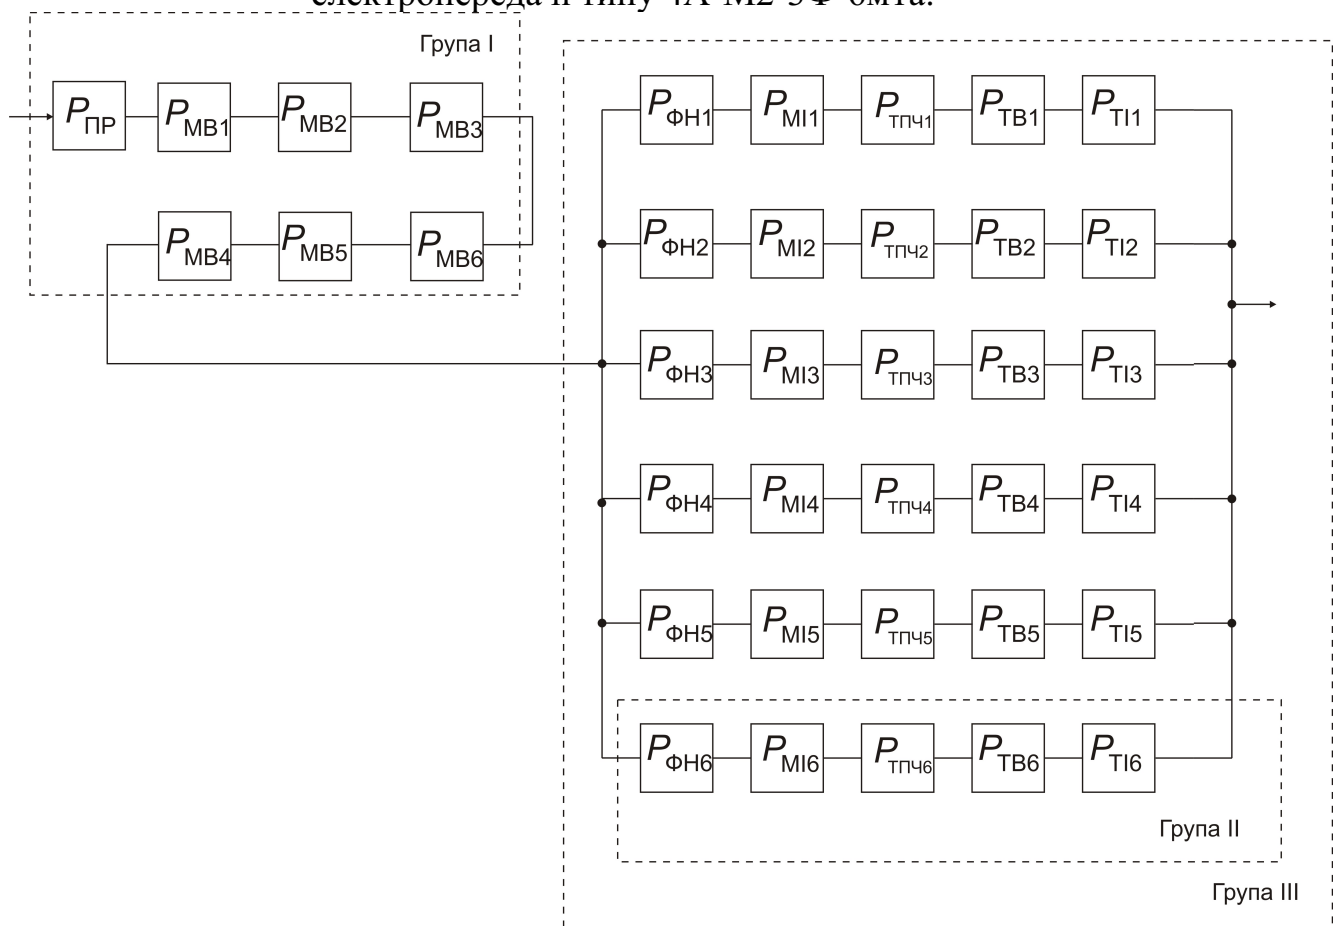 електропереда
Група I
PПР PМВ1 PМВ2 PМВ3
PМВ4 PМВ5 PМВ6
PФН1 PМІ1 PТПЧ1 PТВ1 PТІ1
PФН2 PМІ2 PТПЧ2 PТВ2 PТІ2
PФН3 PМІ3 PТПЧ3 PТВ3 PТІ3
PФН4 PМІ4 PТПЧ4 PТВ4 PТІ4
PФН5 PМІ5 PТПЧ5 PТВ5 PТІ5
PФН6 PМІ6 PТПЧ6 PТВ6 PТІ6
Група II
Група III